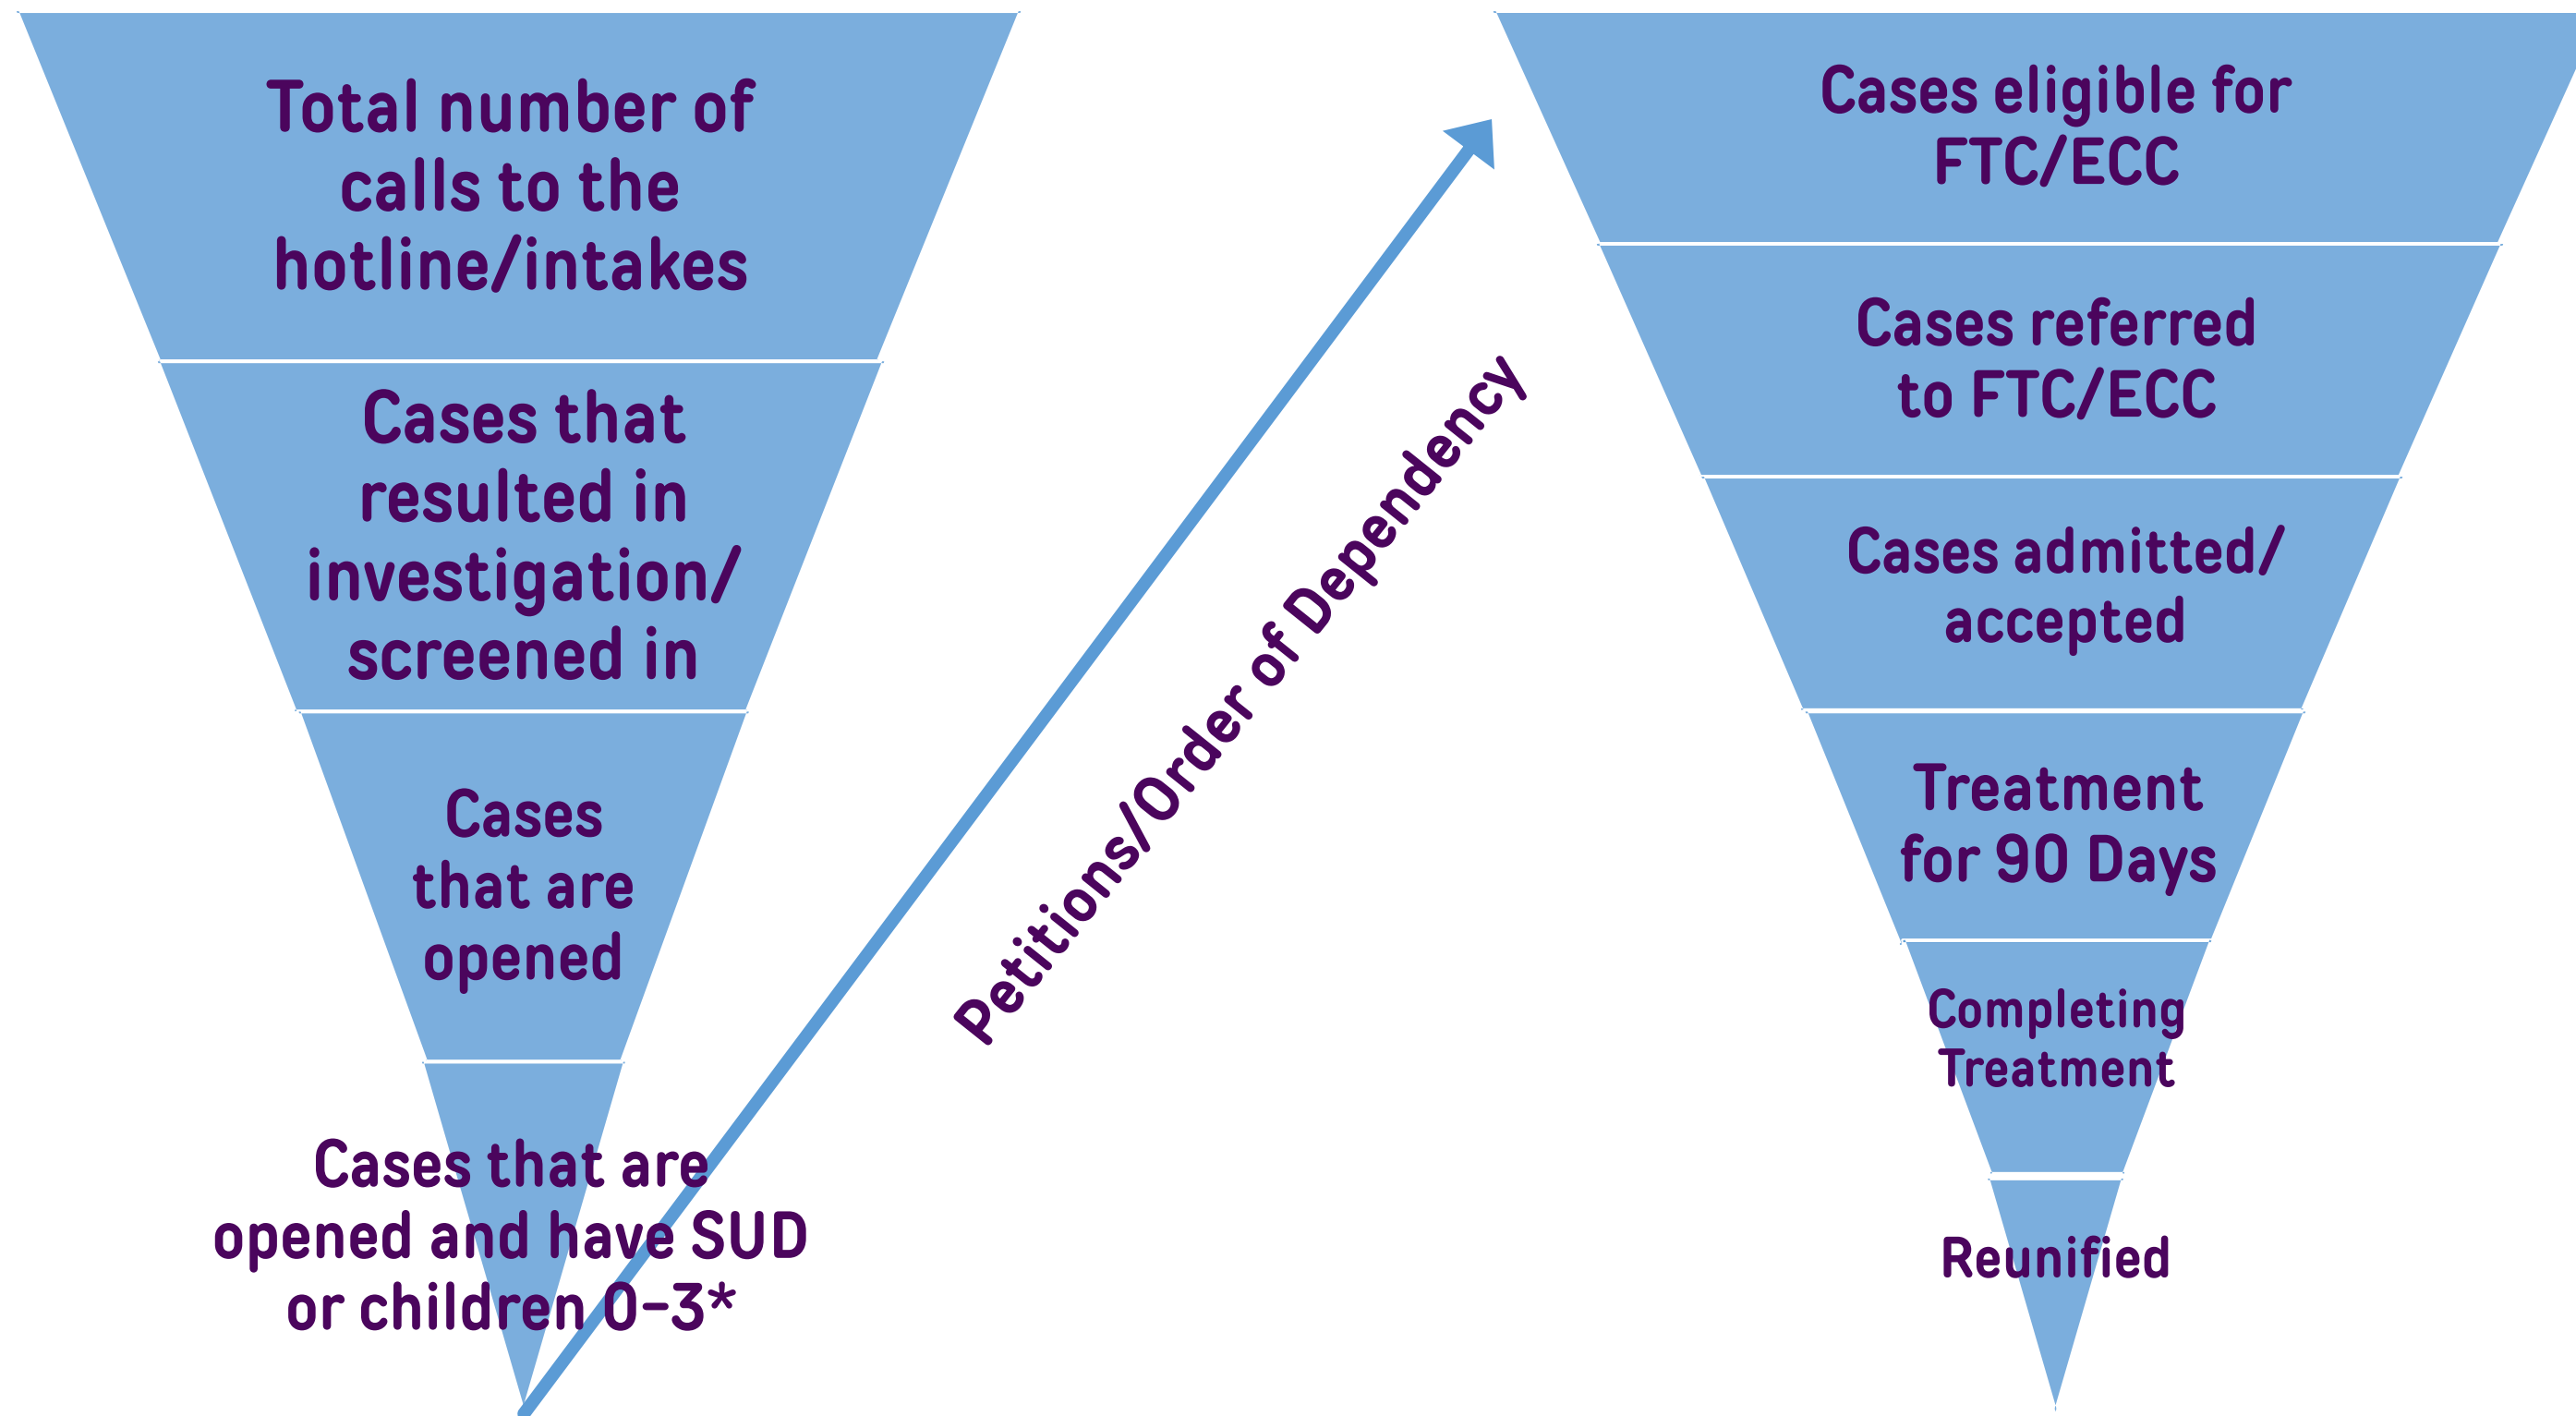 Total number of
calls to the
hotline/intakes
Cases that
resulted in
investigation/
screened in
Cases
that are
opened
Cases that are
opened and have SUD
or children 0-3*
Petitions/Order of Dependency
Cases eligible for
FTC/ECC
Cases referred
to FTC/ECC
Cases admitted/
accepted
Treatment
for 90 Days
Completing
Treatment
Reunified